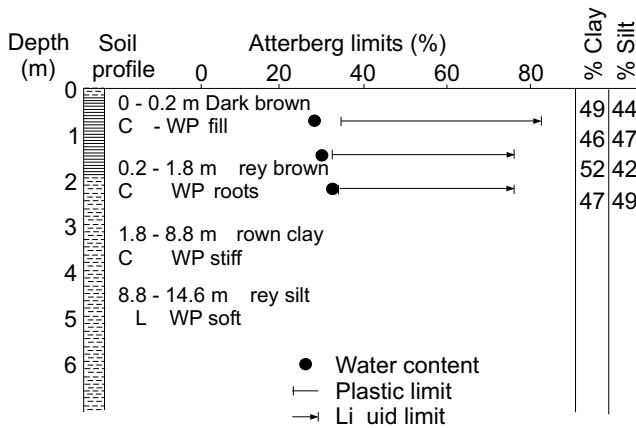 Depth
(m)
Soil
profile
Atterberg limits (%)
0 20 40 60 80
% Clay
% Silt
0
1
2
3
4
5
6
0 - 0.2 m Dark brown
C - WP fill
0.2 - 1.8 m rey brown
C WP roots
1.8 - 8.8 m rown clay
C WP stiff
8.8 - 14.6 m rey silt
L WP soft
49 44
46 47
52 42
47 49
Water content
Plastic limit
Li uid limit